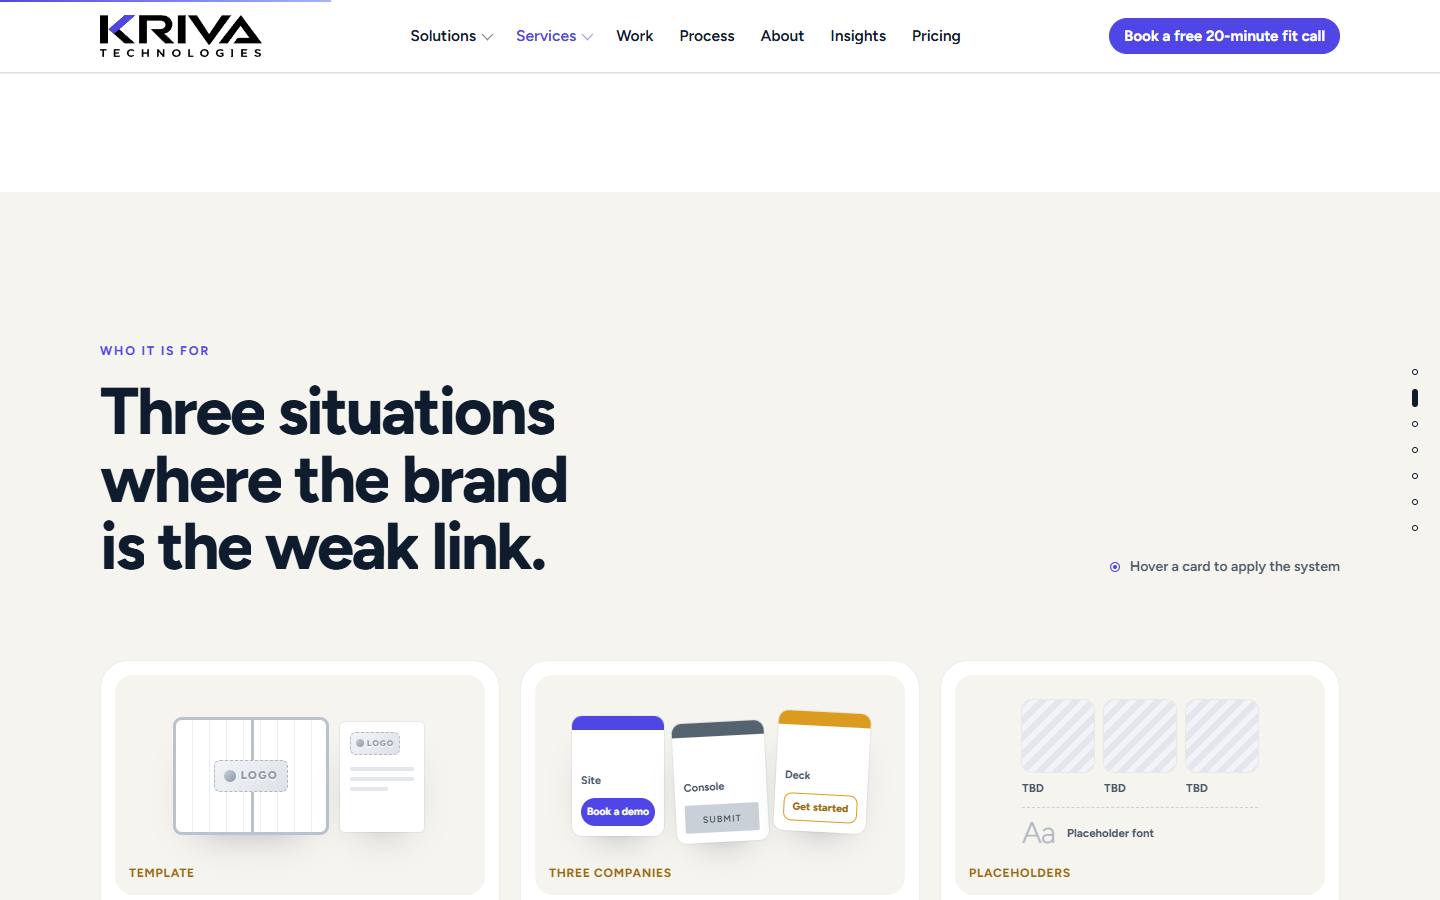 KRIVA
TECHNOLOGIES
Solutions
Services
Work
Process
About
Insights
Pricing
Book a free 20-minute fit call
WHO IT IS FOR
Three situations
where the brand
is the weak link.
Hover a card to apply the system
LOGO
LOGO
TEMPLATE
Site
Book a demo
Console
SUBMIT
Deck
Get started
THREE COMPANIES
TBD
TBD
TBD
Aa
Placeholder font
PLACEHOLDERS